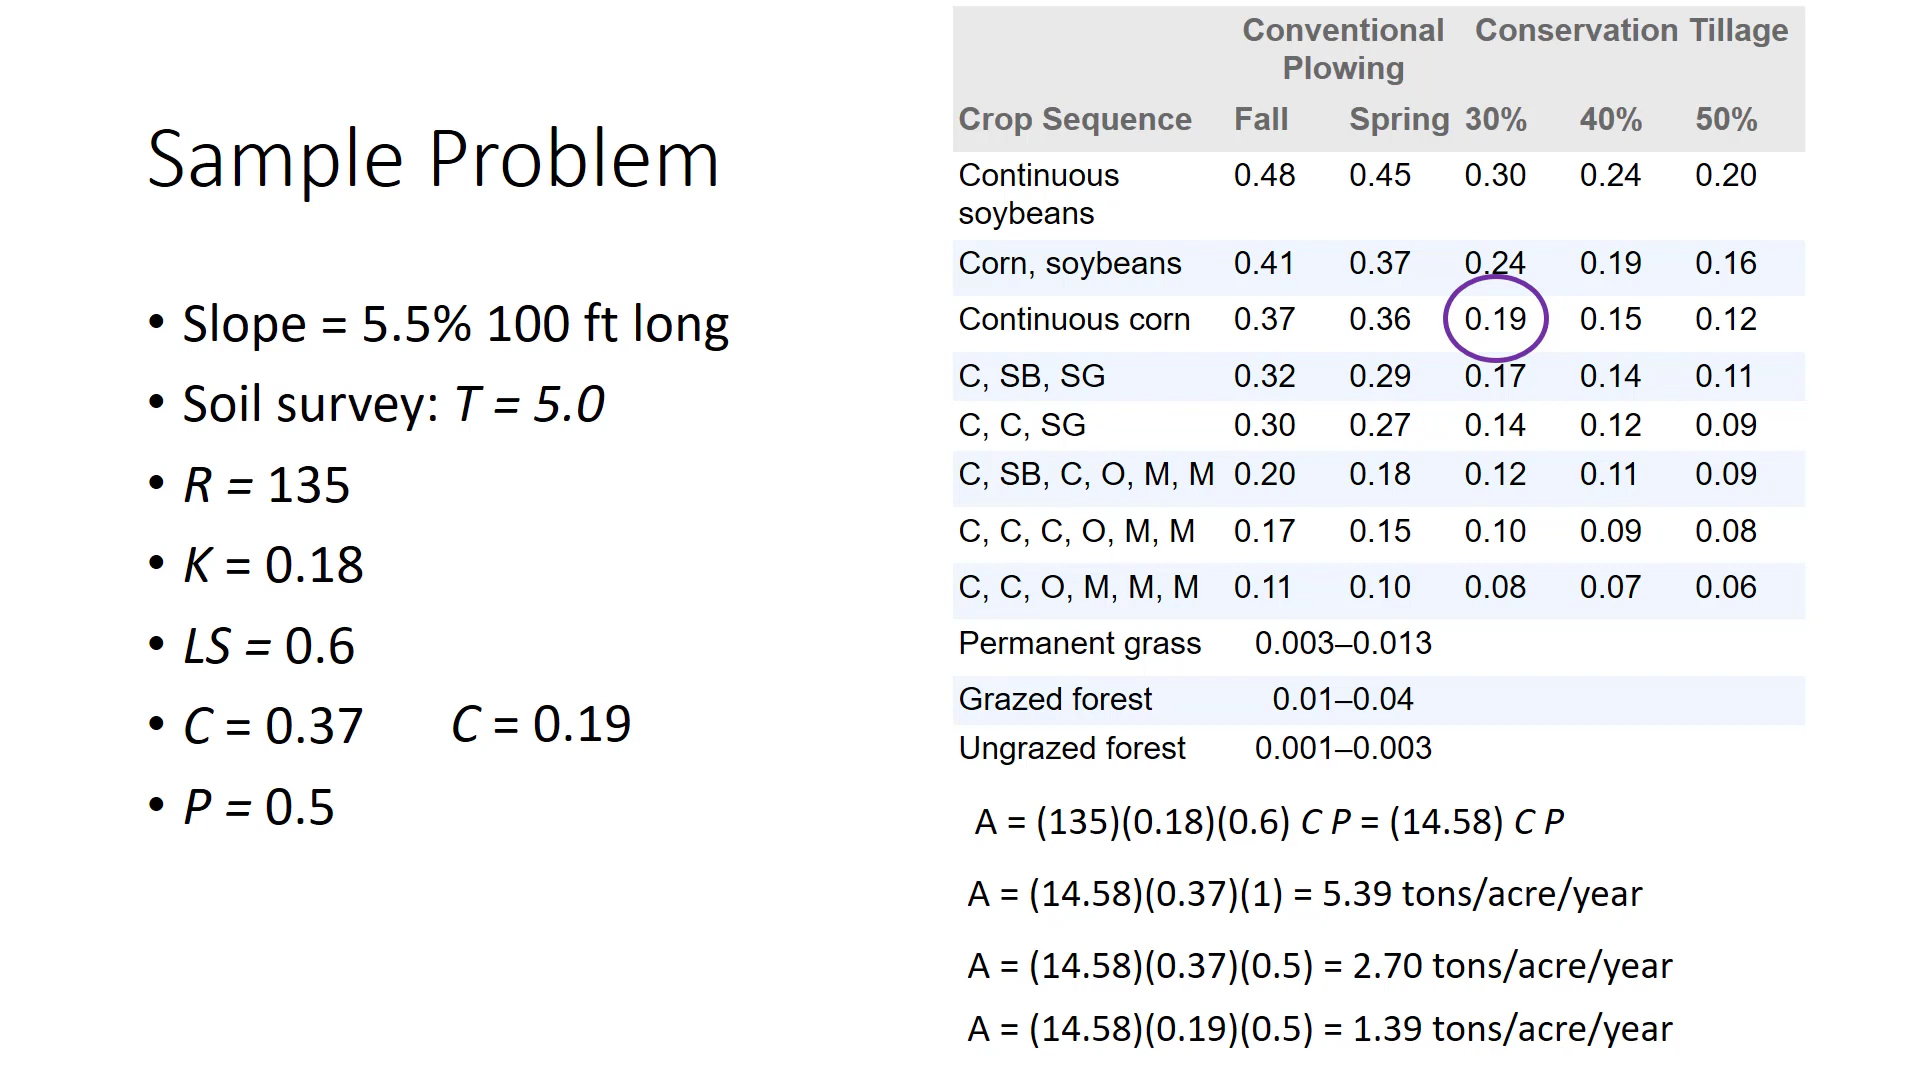 Sample Problem
• Slope = 5.5% 100 ft long
• Soil survey: T = 5.0
• R = 135
• K = 0.18
• LS = 0.6
• C = 0.37 C = 0.19
• P = 0.5
Conventional Conservation Tillage
Plowing
Crop Sequence Fall Spring 30% 40% 50%
Continuous 0.48 0.45 0.30 0.24 0.20
soybeans
Corn, soybeans 0.41 0.37 0.24 0.19 0.16
Continuous corn 0.37 0.36 0.19 0.15 0.12
C, SB, SG 0.32 0.29 0.17 0.14 0.11
C, C, SG 0.30 0.27 0.14 0.12 0.09
C, SB, C, O, M, M 0.20 0.18 0.12 0.11 0.09
C, C, C, O, M, M 0.17 0.15 0.10 0.09 0.08
C, C, O, M, M, M 0.11 0.10 0.08 0.07 0.06
Permanent grass 0.003–0.013
Grazed forest 0.01–0.04
Ungrazed forest 0.001–0.003
A = (135)(0.18)(0.6) C P = (14.58) C P
A = (14.58)(0.37)(1) = 5.39 tons/acre/year
A = (14.58)(0.37)(0.5) = 2.70 tons/acre/year
A = (14.58)(0.19)(0.5) = 1.39 tons/acre/year